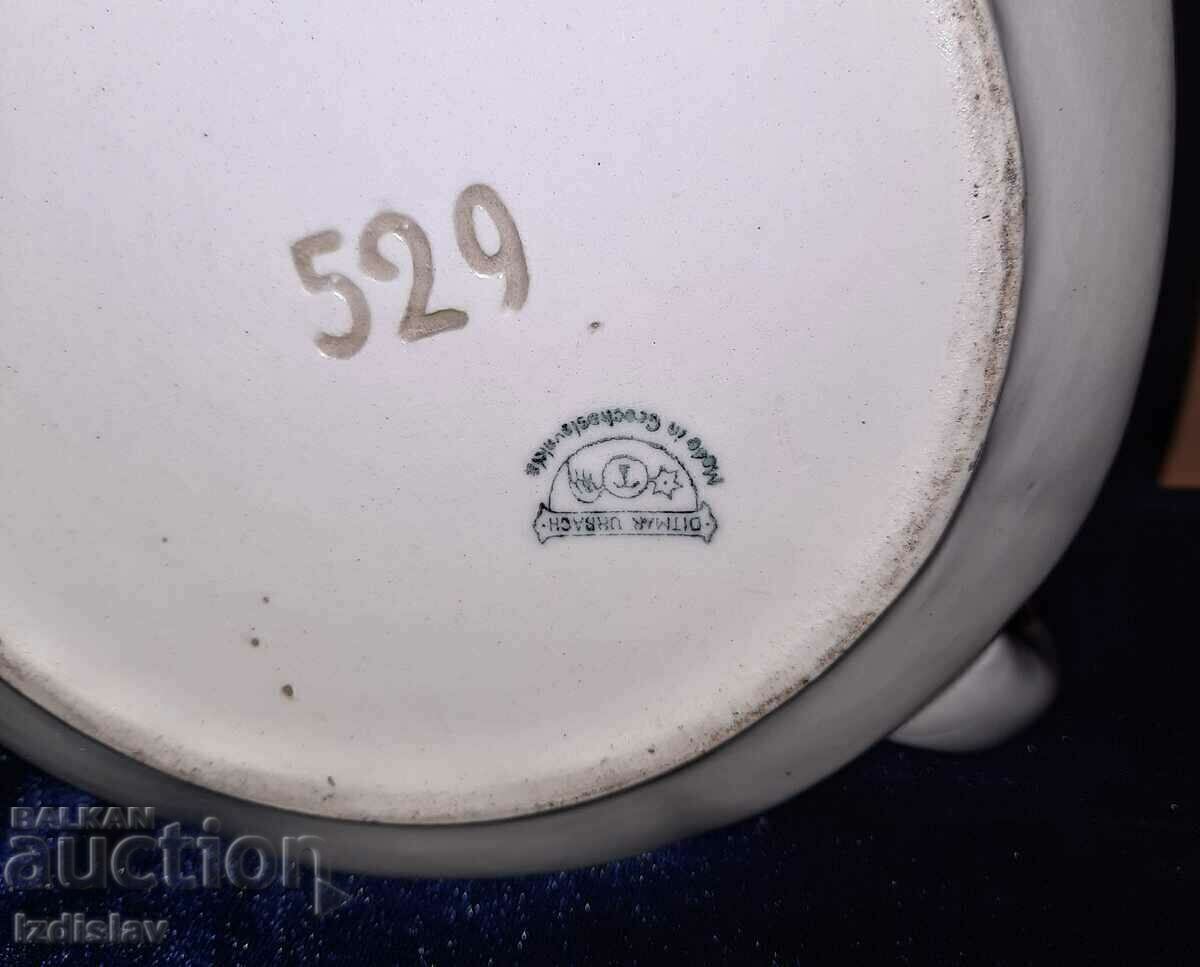 529
Made in Czechoslovakia
T
DITMAR URBACH
BALKAN
auction
Izdislav